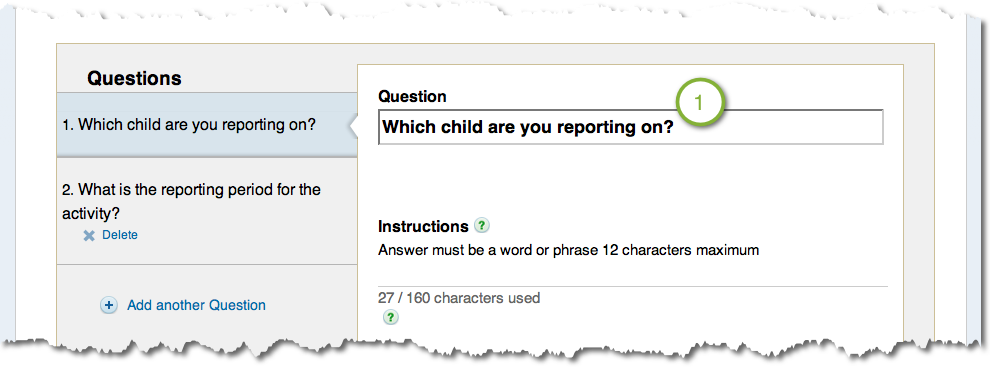 Questions
1. Which child are you reporting on?
2. What is the reporting period for the
activity?
Delete
Add another Question
Question
1
Which child are you reporting on?
Instructions ?
Answer must be a word or phrase 12 characters maximum
27 / 160 characters used
?